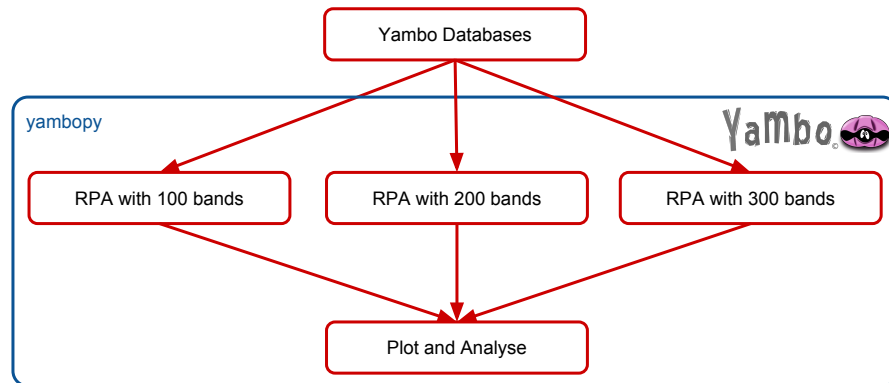 Yambo Databases
yambopy
Yambo©
RPA with 100 bands
RPA with 200 bands
RPA with 300 bands
Plot and Analyse